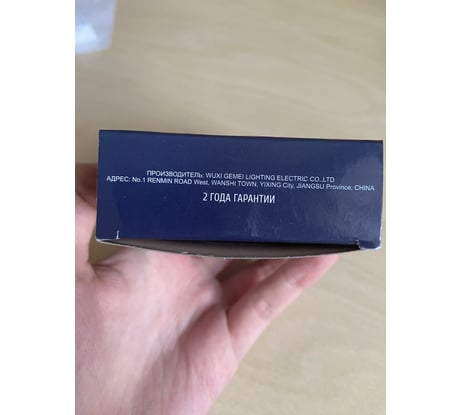 ПРОИЗВОДИТЕЛЬ: WUXI GEMEI LIGHTING ELECTRIC CO.,LTD
АДРЕС: No.1 RENMIN ROAD West, WANSHI TOWN, YIXING City, JIANGSU Province, CHINA
2 ГОДА ГАРАНТИИ